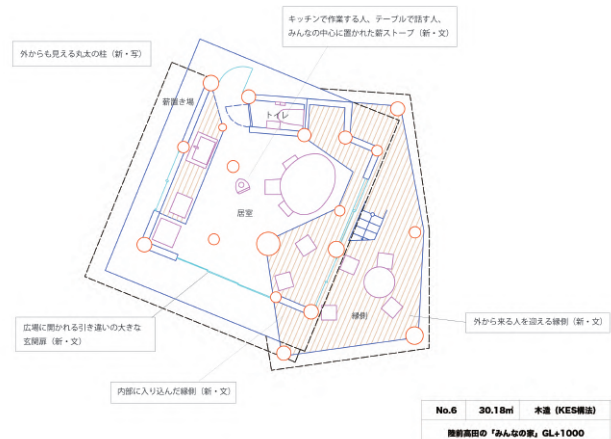 キッチンで作業する人、テーブルで話す人、
みんなの中心に置かれた薪ストーブ（新・文）
外からも見える丸太の柱（新・写）
薪置き場
トイレ
居室
縁側
広場に開かれる引き違いの大きな
玄関扉（新・文）
外から来る人を迎える縁側（新・文）
内部に入り込んだ縁側（新・文）
No.6 30.18㎡ 木造（KES構法）
陸前高田の「みんなの家」GL+1000